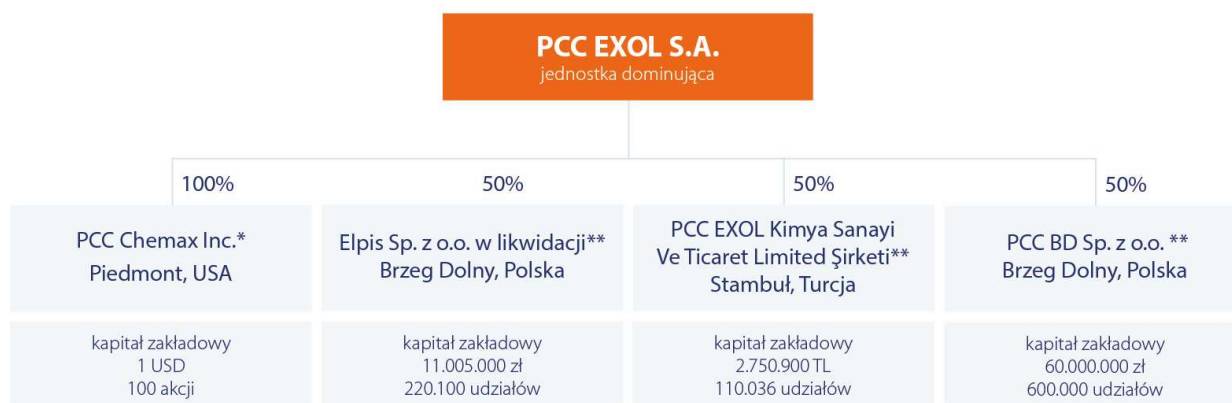 PCC EXOL S.A.
jednostka dominująca
100%
50%
50%
50%
PCC Chemax Inc.*
Piedmont, USA
Elpis Sp. z o.o. w likwidacji**
Brzeg Dolny, Polska
PCC EXOL Kimya Sanayi
Ve Ticaret Limited Şirketi**
Stambuł, Turcja
PCC BD Sp. z o.o. **
Brzeg Dolny, Polska
kapitał zakładowy
1 USD
100 akcji
kapitał zakładowy
11.005.000 zł
220.100 udziałów
kapitał zakładowy
2.750.900 TL
110.036 udziałów
kapitał zakładowy
60.000.000 zł
600.000 udziałów